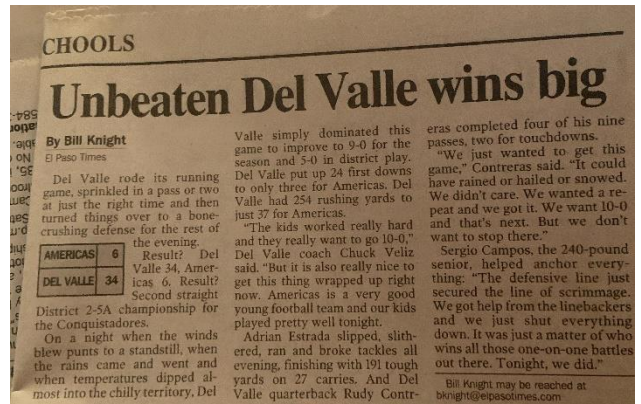 CHOOLS
Unbeaten Del Valle wins big
By Bill Knight
El Paso Times
Del Valle rode its running
game, sprinkled in a pass or two
at just the right time and then
turned things over to a bone-
crushing defense for the rest of
the evening.
AMERICAS 6
DEL VALLE 34
Result? Del
Valle 34, Amer-
icas 6. Result?
Second straight
District 2-5A championship for
the Conquistadores.
On a night when the winds
blew punts to a standstill, when
the rains came and went and
when temperatures dipped al-
most into the chilly territory, Del
Valle simply dominated this
game to improve to 9-0 for the
season and 5-0 in district play.
Del Valle put up 24 first downs
to only three for Americas. Del
Valle had 254 rushing yards to
just 37 for Americas.
"The kids worked really hard
and they really want to go 10-0,"
Del Valle coach Chuck Veliz
said. "But it is also really nice to
get this thing wrapped up right
now. Americas is a very good
young football team and our kids
played pretty well tonight.
Adrian Estrada slipped, slith-
ered, ran and broke tackles all
evening, finishing with 191 tough
yards on 27 carries. And Del
Valle quarterback Rudy Contr-
eras completed four of his nine
passes, two for touchdowns.
"We just wanted to get this
game," Contreras said. "It could
have rained or hailed or snowed.
We didn't care. We wanted a re-
peat and we got it. We want 10-0
and that's next. But we don't
want to stop there."
Sergio Campos, the 240-pound
senior, helped anchor every-
thing: "The defensive line just
secured the line of scrimmage.
We got help from the linebackers
and we just shut everything
down. It was just a matter of who
wins all those one-on-one battles
out there. Tonight, we did."
Bill Knight may be reached at
bknight@elpasotimes.com